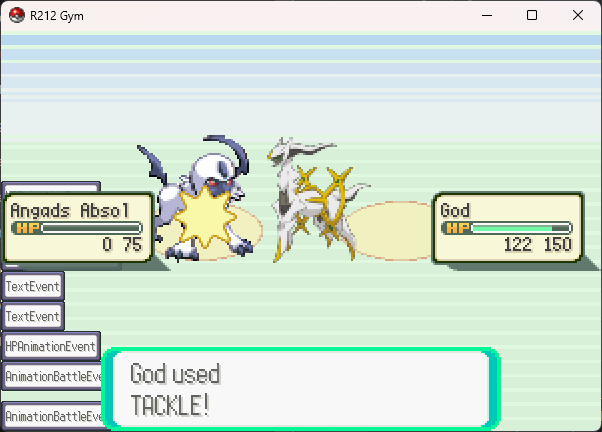 R212 Gym
Angads Absol
HP
0 75
God
HP
122 150
TextEvent
TextEvent
HPAnimationEvent
AnimationBattleEve
AnimationBattleEve
God used
TACKLE!